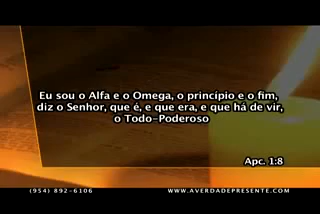 Eu sou o Alfa e o Omega, o princípio e o fim,
diz o Senhor, que é, e que era, e que há de vir,
o Todo-Poderoso
Apc. 1:8
(954) 892-6106
WWW.AVERDADEPRESENTE.COM